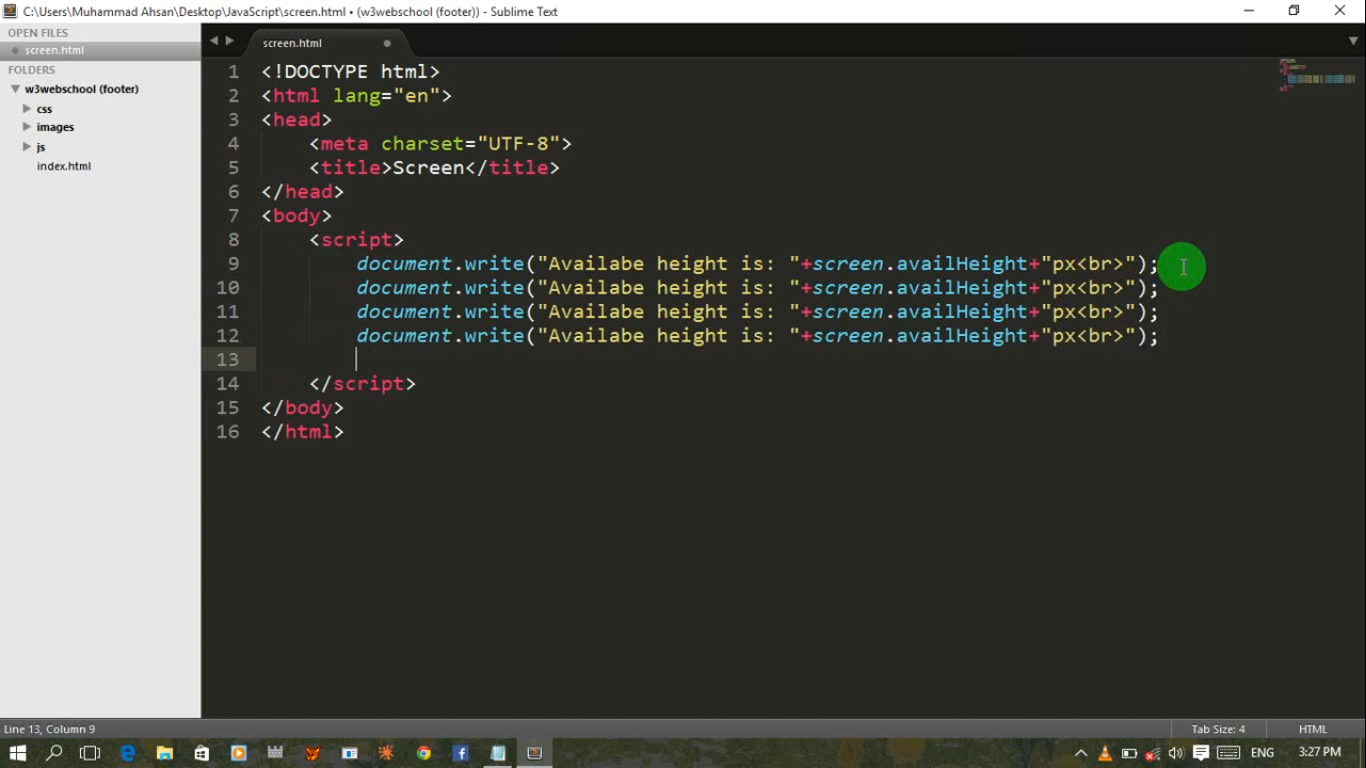 C:\Users\Muhammad Ahsan\Desktop\JavaScript\screen.html • (w3webschool (footer)) - Sublime Text
OPEN FILES
screen.html
FOLDERS
w3webschool (footer)
css
images
js
index.html
screen.html
1 <!DOCTYPE html>
2 <html lang="en">
3 <head>
4 <meta charset="UTF-8">
5 <title>Screen</title>
6 </head>
7 <body>
8 <script>
9 document.write("Availabe height is: "+screen.availHeight+"px<br>");
10 document.write("Availabe height is: "+screen.availHeight+"px<br>");
11 document.write("Availabe height is: "+screen.availHeight+"px<br>");
12 document.write("Availabe height is: "+screen.availHeight+"px<br>");
13
14 </script>
15 </body>
16 </html>
Line 13, Column 9
Tab Size: 4
HTML
ENG
3:27 PM